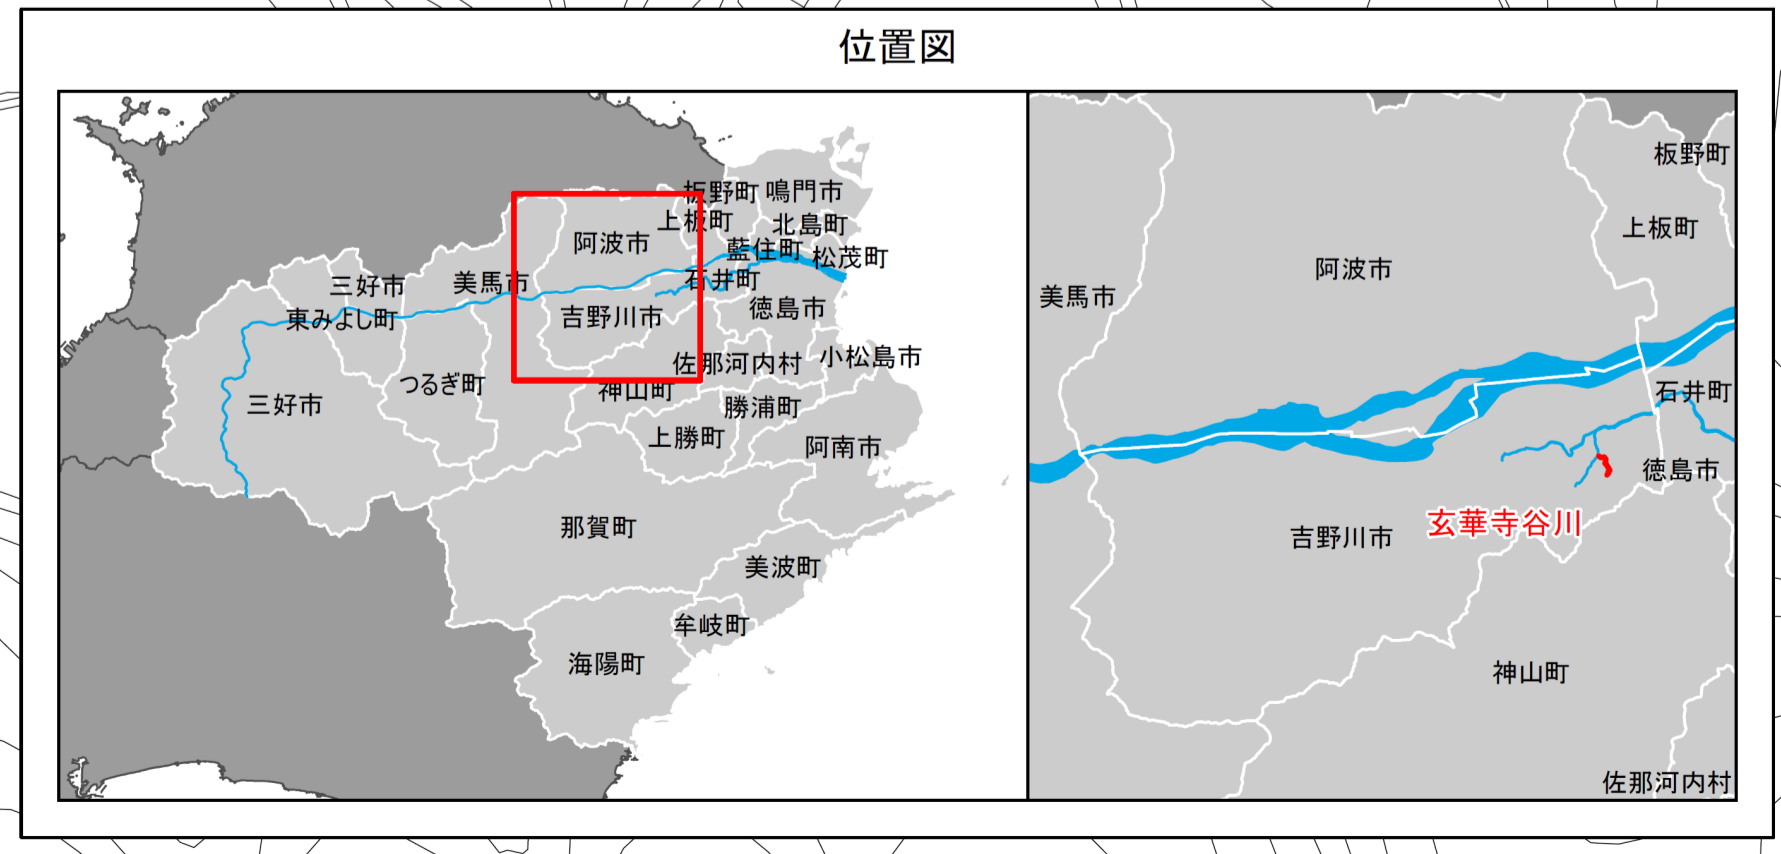 位置図
板野町
鳴門市
上板町
北島町
阿波市
藍住町
松茂町
三好市
美馬市
石井町
東みよし町
吉野川市
徳島市
佐那河内村
小松島市
つるぎ町
神山町
三好市
勝浦町
上勝町
阿南市
那賀町
美波町
牟岐町
海陽町
板野町
上板町
阿波市
美馬市
石井町
徳島市
玄華寺谷川
吉野川市
神山町
佐那河内村